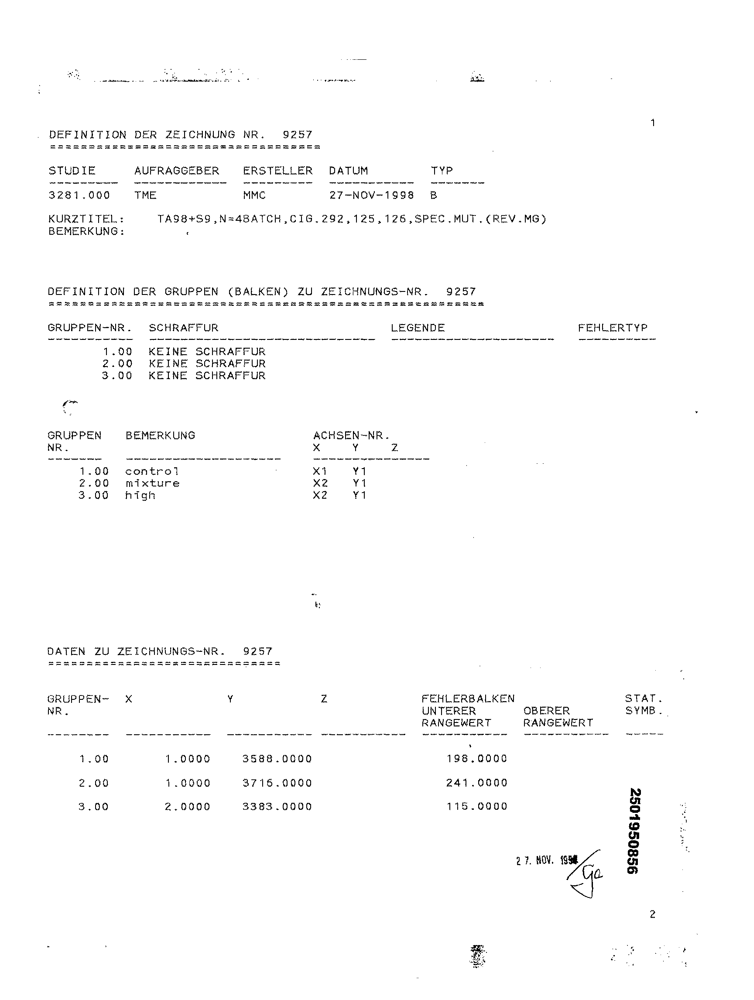 1
DEFINITION DER ZEICHNUNG NR. 9257
==================================
STUDIE AUFRAGGEBER ERSTELLER DATUM TYP
--------- ------------ --------- ----------- -------
3281.000 TME MMC 27-NOV-1998 B
KURZTITEL: TA98+S9,N=48ATCH,CIG.292,125,126,SPEC.MUT.(REV.MG)
BEMERKUNG:
DEFINITION DER GRUPPEN (BALKEN) ZU ZEICHNUNGS-NR. 9257
========================================================
GRUPPEN-NR. SCHRAFFUR LEGENDE FEHLERTYP
----------- ----------------------------- --------------------- ----------
1.00 KEINE SCHRAFFUR
2.00 KEINE SCHRAFFUR
3.00 KEINE SCHRAFFUR
GRUPPEN BEMERKUNG ACHSEN-NR.
NR. X Y Z
------- -------------------- ---------------
1.00 control X1 Y1
2.00 mixture X2 Y1
3.00 high X2 Y1
DATEN ZU ZEICHNUNGS-NR. 9257
==============================
GRUPPEN- X Y Z FEHLERBALKEN STAT.
NR. UNTERER OBERER SYMB.
RANGEWERT RANGEWERT
-------- ----------- ----------- ----------- ----------- ----------- -----
1.00 1.0000 3588.0000 198.0000
2.00 1.0000 3716.0000 241.0000
3.00 2.0000 3383.0000 115.0000
2501950856
27. NOV. 1998
2